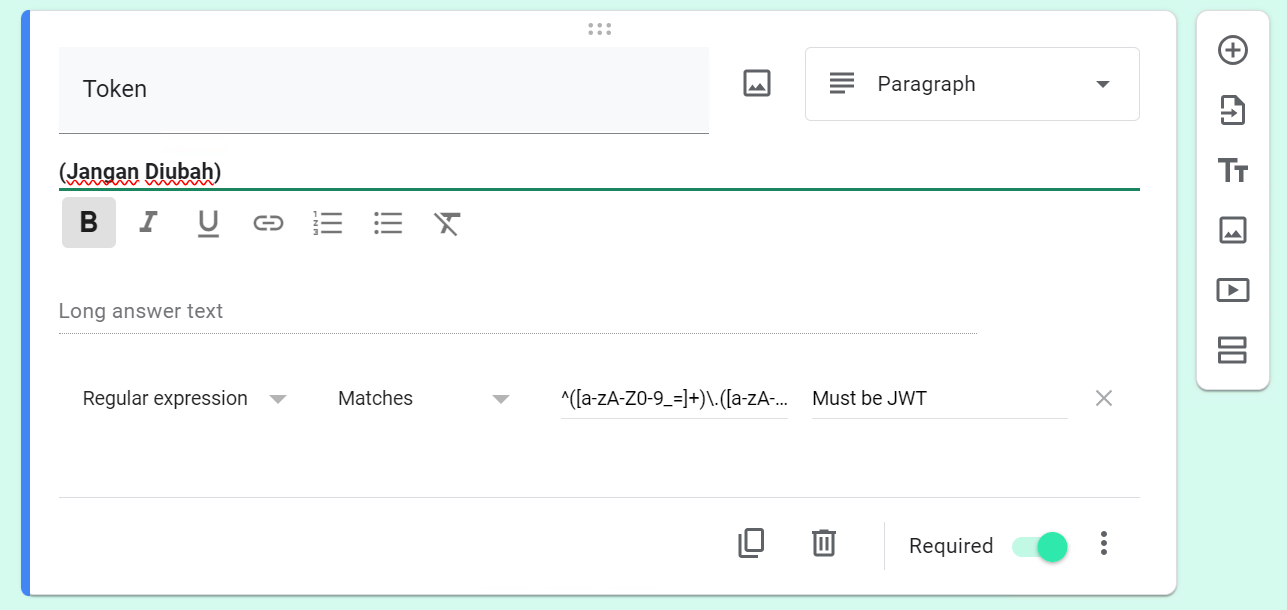 Token
Paragraph
(Jangan Diubah)
B I U
Long answer text
Regular expression Matches ^([a-zA-Z0-9_=]+)\.([a-zA-... Must be JWT
Required